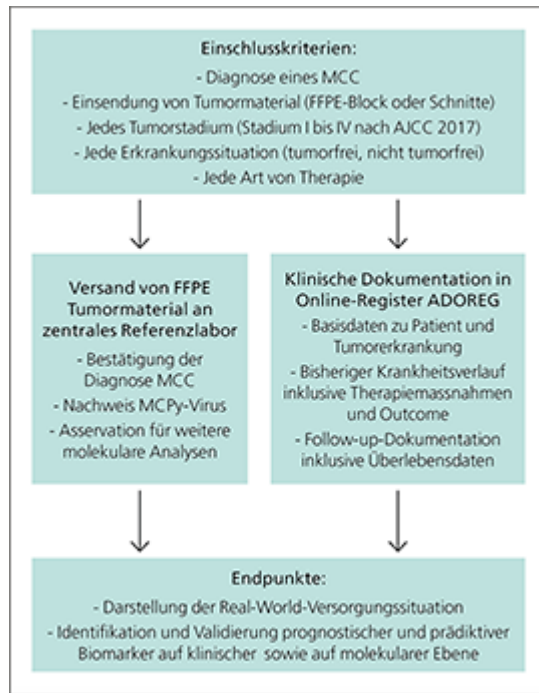 Einschlusskriterien:
- Diagnose eines MCC
- Einsendung von Tumormaterial (FFPE-Block oder Schnitte)
- Jedes Tumorstadium (Stadium I bis IV nach AJCC 2017)
- Jede Erkrankungssituation (tumorfrei, nicht tumorfrei)
- Jede Art von Therapie
Versand von FFPE
Tumormaterial an
zentrales Referenzlabor
- Bestätigung der
Diagnose MCC
- Nachweis MCPy-Virus
- Asservation für weitere
molekulare Analysen
Klinische Dokumentation in
Online-Register ADOREG
- Basisdaten zu Patient und
Tumorerkrankung
- Bisheriger Krankheitsverlauf
inklusive Therapiemassnahmen
und Outcome
- Follow-up-Dokumentation
inklusive Überlebensdaten
Endpunkte:
- Darstellung der Real-World-Versorgungssituation
- Identifikation und Validierung prognostischer und prädiktiver
Biomarker auf klinischer sowie auf molekularer Ebene